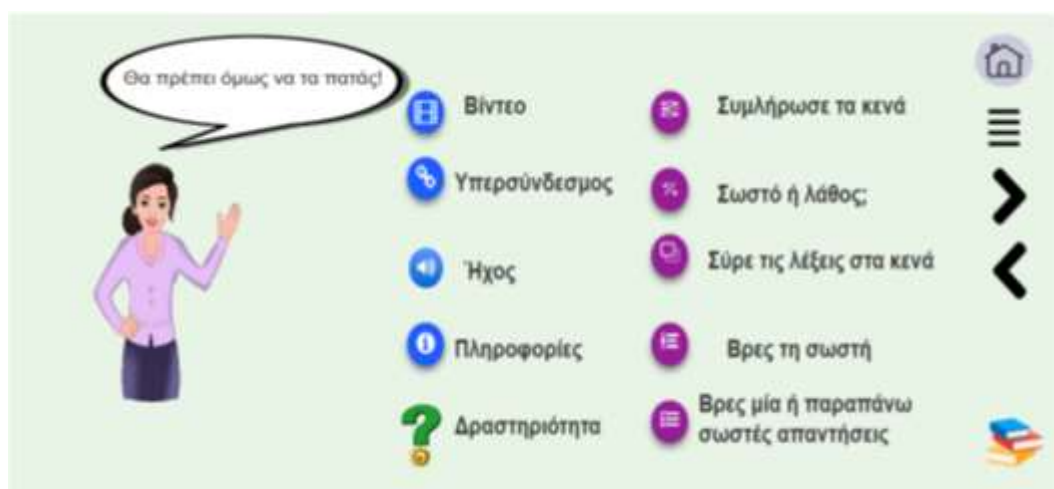 Θα πρέπει όμως να τα πατάς!
Βίντεο
Υπερσύνδεσμος
Ήχος
Πληροφορίες
Δραστηριότητα
Συμλήρωσε τα κενά
Σωστό ή λάθος;
Σύρε τις λέξεις στα κενά
Βρες τη σωστή
Βρες μία ή παραπάνω
σωστές απαντήσεις